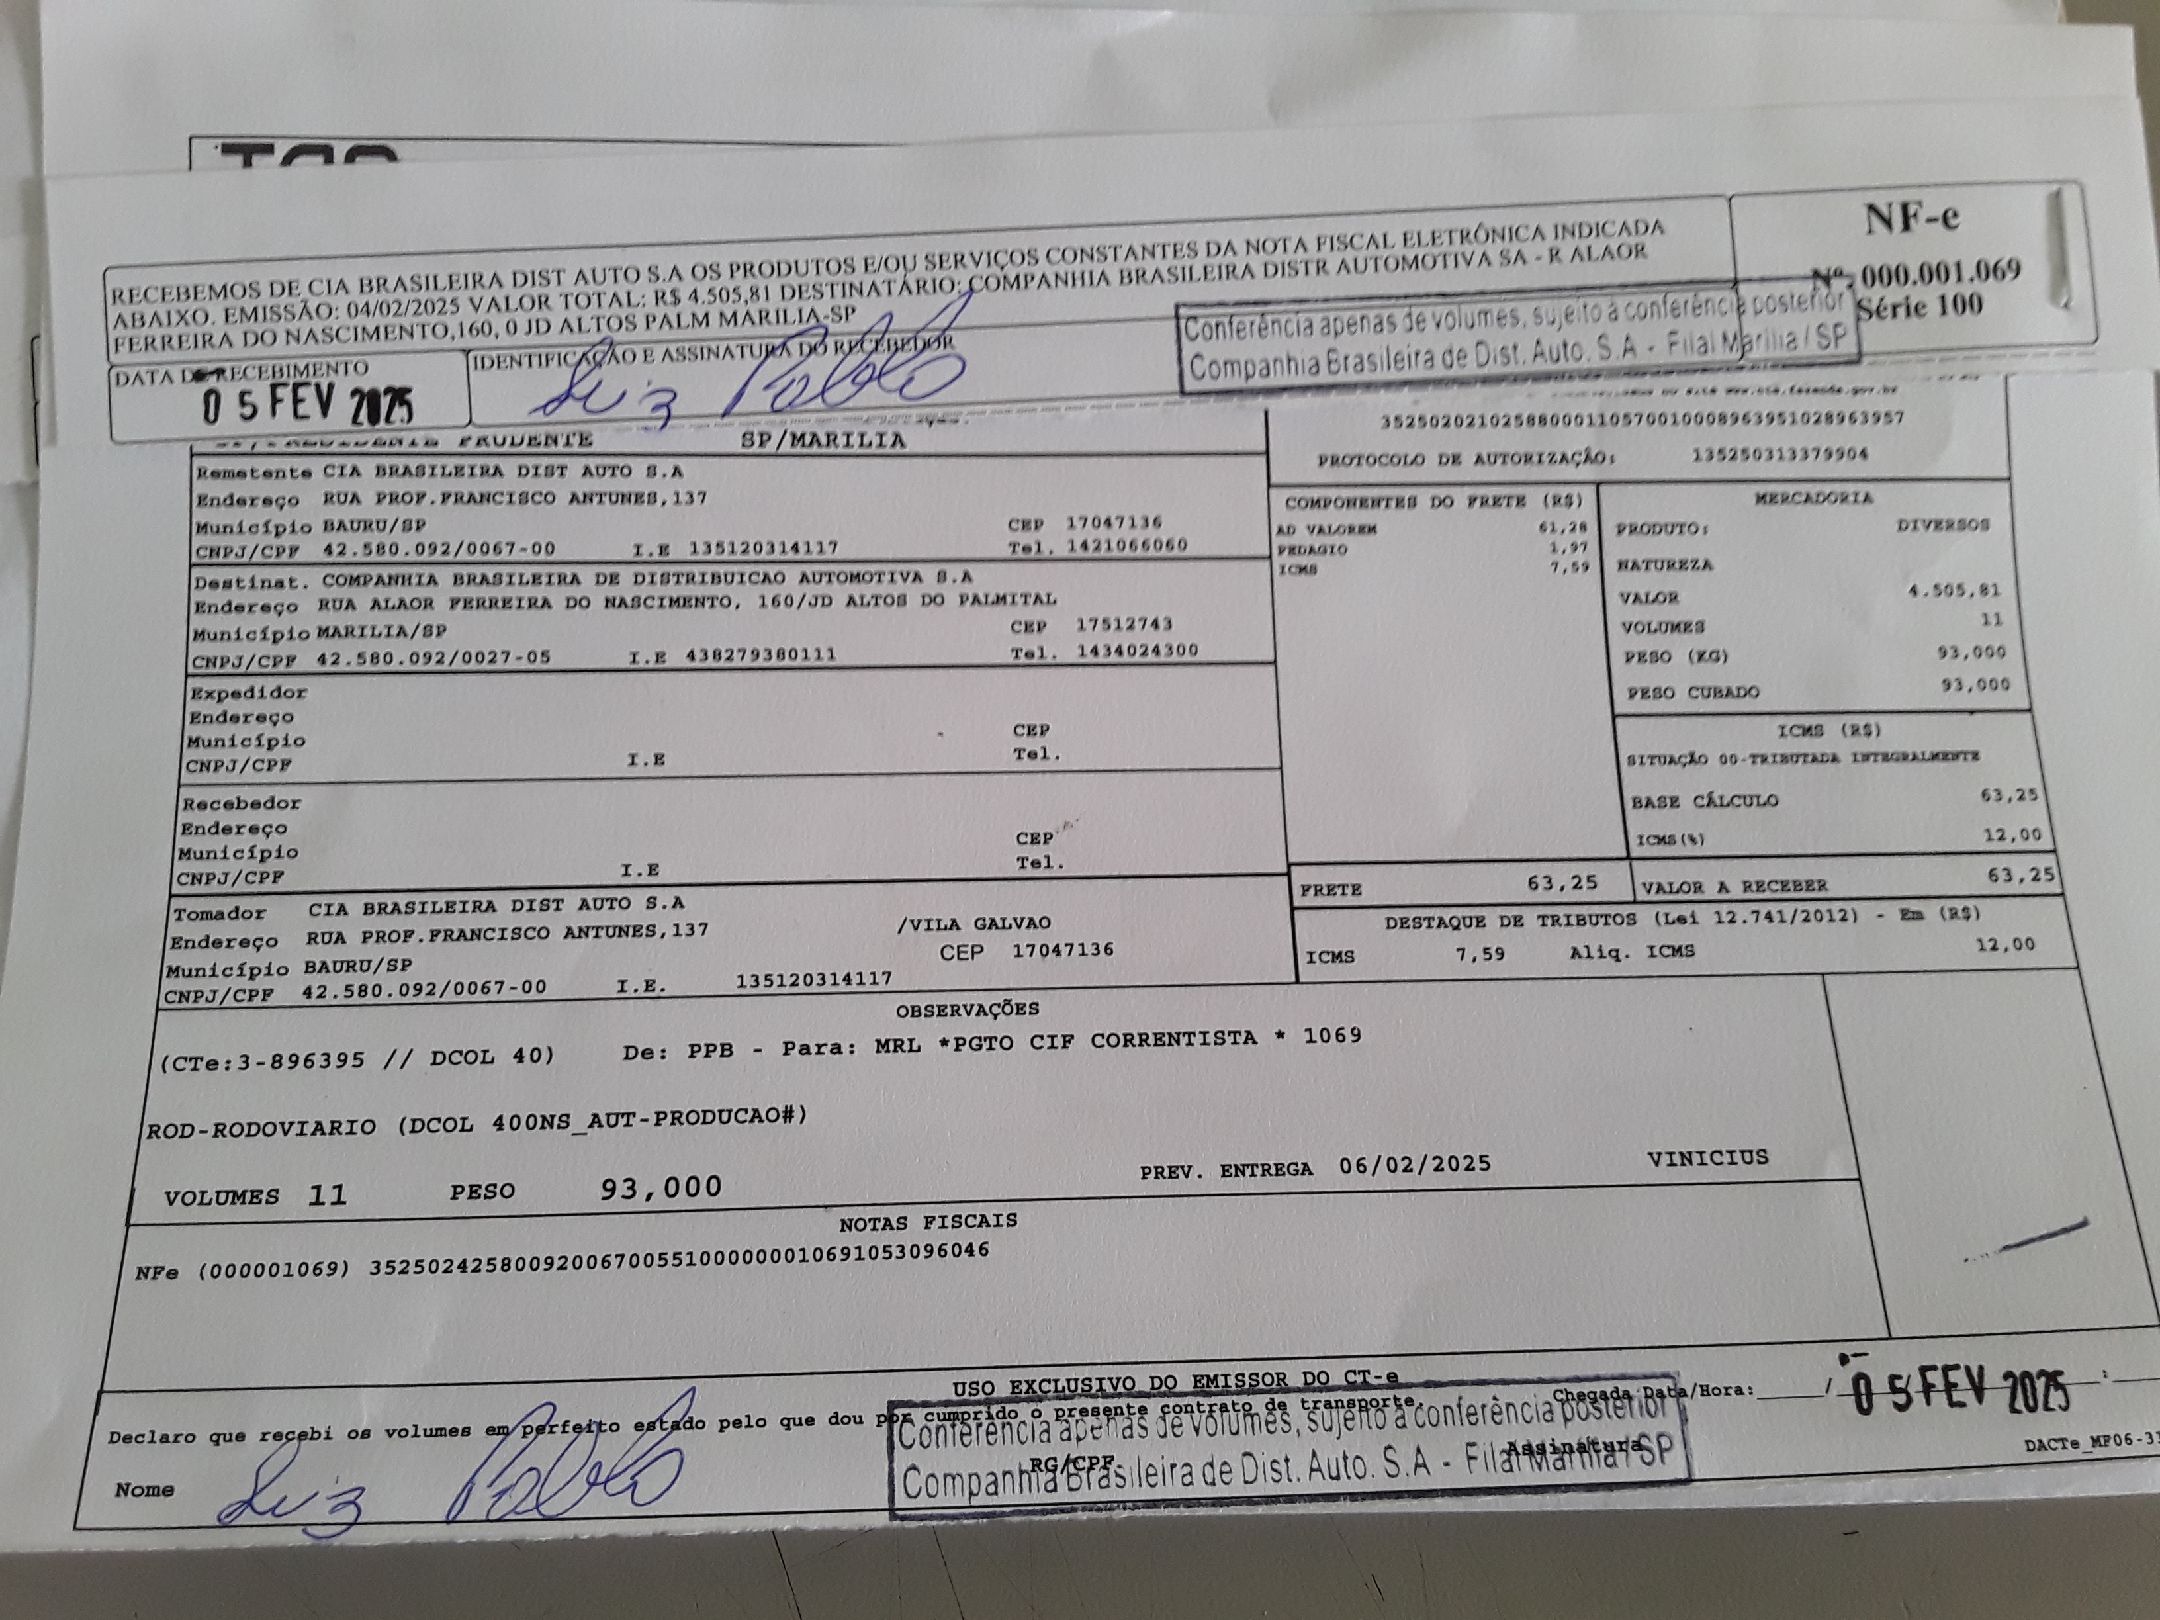 RECEBEMOS DE CIA BRASILEIRA DIST AUTO S.A OS PRODUTOS E/OU SERVIÇOS CONSTANTES DA NOTA FISCAL ELETRÔNICA INDICADA
ABAIXO. EMISSÃO: 04/02/2025 VALOR TOTAL: R$ 4.505,81 DESTINATÁRIO: COMPANHIA BRASILEIRA DISTR AUTOMOTIVA SA - R ALAOR
FERREIRA DO NASCIMENTO,160, 0 JD ALTOS PALM MARILIA-SP
NF-e
Nº. 000.001.069
Série 100
DATA DE RECEBIMENTO
05 FEV 2025
IDENTIFICAÇÃO E ASSINATURA DO RECEBEDOR
Luiz Pablo
Conferência apenas de volumes, sujeito à conferência posterior
Companhia Brasileira de Dist. Auto. S.A - Filial Marília / SP
PRUDENTE SP/MARILIA
35250202102588000110570010008963951028963957
PROTOCOLO DE AUTORIZAÇÃO: 135250313379904
Remetente CIA BRASILEIRA DIST AUTO S.A
Endereço RUA PROF.FRANCISCO ANTUNES,137
Município BAURU/SP CEP 17047136
CNPJ/CPF 42.580.092/0067-00 I.E 135120314117 Tel. 1421066060
Destinat. COMPANHIA BRASILEIRA DE DISTRIBUICAO AUTOMOTIVA S.A
Endereço RUA ALAOR FERREIRA DO NASCIMENTO, 160/JD ALTOS DO PALMITAL
Município MARILIA/SP CEP 17512743
CNPJ/CPF 42.580.092/0027-05 I.E 438279380111 Tel. 1434024300
Expedidor
Endereço
Município CEP
CNPJ/CPF I.E Tel.
Recebedor
Endereço
Município CEP
CNPJ/CPF I.E Tel.
Tomador CIA BRASILEIRA DIST AUTO S.A
Endereço RUA PROF.FRANCISCO ANTUNES,137 /VILA GALVAO
Município BAURU/SP CEP 17047136
CNPJ/CPF 42.580.092/0067-00 I.E. 135120314117
COMPONENTES DO FRETE (R$)
AD VALOREM 61,28
PEDAGIO 1,97
ICMS 7,59
MERCADORIA
PRODUTO: DIVERSOS
NATUREZA
VALOR 4.505,81
VOLUMES 11
PESO (KG) 93,000
PESO CUBADO 93,000
ICMS (R$)
SITUAÇÃO 00-TRIBUTADA INTEGRALMENTE
BASE CÁLCULO 63,25
ICMS(%) 12,00
FRETE 63,25 VALOR A RECEBER 63,25
DESTAQUE DE TRIBUTOS (Lei 12.741/2012) - Em (R$)
ICMS 7,59 Aliq. ICMS 12,00
OBSERVAÇÕES
(CTe:3-896395 // DCOL 40) De: PPB - Para: MRL *PGTO CIF CORRENTISTA * 1069
ROD-RODOVIARIO (DCOL 400NS_AUT-PRODUCAO#)
VOLUMES 11 PESO 93,000 PREV. ENTREGA 06/02/2025 VINICIUS
NOTAS FISCAIS
NFe (000001069) 35250242580092006700551000000010691053096046
USO EXCLUSIVO DO EMISSOR DO CT-e
Declaro que recebi os volumes em perfeito estado pelo que dou por cumprido o presente contrato de transporte.
Chegada Data/Hora: / 05 FEV 2025 :
Conferência apenas de volumes, sujeito à conferência posterior
Companhia Brasileira de Dist. Auto. S.A - Filial Marília / SP
Nome Luiz Pablo RG/CPF Assinatura
DACTe_MF06-